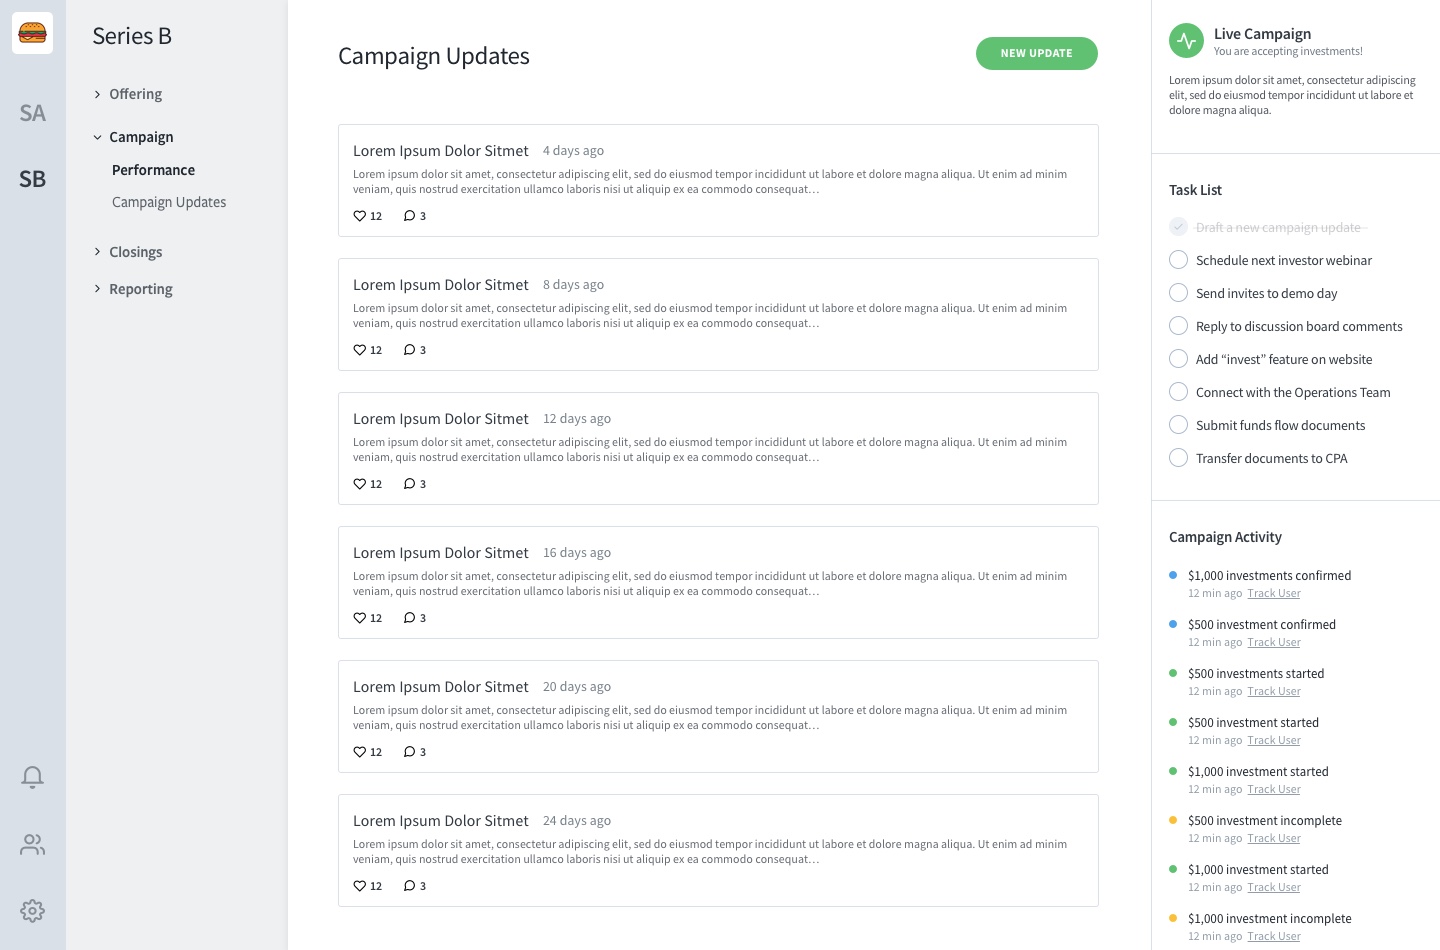 SA
SB
Series B
Offering
Campaign
Performance
Campaign Updates
Closings
Reporting
Campaign Updates
NEW UPDATE
Lorem Ipsum Dolor Sitmet 4 days ago
Lorem ipsum dolor sit amet, consectetur adipiscing elit, sed do eiusmod tempor incididunt ut labore et dolore magna aliqua. Ut enim ad minim
veniam, quis nostrud exercitation ullamco laboris nisi ut aliquip ex ea commodo consequat…
12 3
Lorem Ipsum Dolor Sitmet 8 days ago
Lorem ipsum dolor sit amet, consectetur adipiscing elit, sed do eiusmod tempor incididunt ut labore et dolore magna aliqua. Ut enim ad minim
veniam, quis nostrud exercitation ullamco laboris nisi ut aliquip ex ea commodo consequat…
12 3
Lorem Ipsum Dolor Sitmet 12 days ago
Lorem ipsum dolor sit amet, consectetur adipiscing elit, sed do eiusmod tempor incididunt ut labore et dolore magna aliqua. Ut enim ad minim
veniam, quis nostrud exercitation ullamco laboris nisi ut aliquip ex ea commodo consequat…
12 3
Lorem Ipsum Dolor Sitmet 16 days ago
Lorem ipsum dolor sit amet, consectetur adipiscing elit, sed do eiusmod tempor incididunt ut labore et dolore magna aliqua. Ut enim ad minim
veniam, quis nostrud exercitation ullamco laboris nisi ut aliquip ex ea commodo consequat…
12 3
Lorem Ipsum Dolor Sitmet 20 days ago
Lorem ipsum dolor sit amet, consectetur adipiscing elit, sed do eiusmod tempor incididunt ut labore et dolore magna aliqua. Ut enim ad minim
veniam, quis nostrud exercitation ullamco laboris nisi ut aliquip ex ea commodo consequat…
12 3
Lorem Ipsum Dolor Sitmet 24 days ago
Lorem ipsum dolor sit amet, consectetur adipiscing elit, sed do eiusmod tempor incididunt ut labore et dolore magna aliqua. Ut enim ad minim
veniam, quis nostrud exercitation ullamco laboris nisi ut aliquip ex ea commodo consequat…
12 3
Live Campaign
You are accepting investments!
Lorem ipsum dolor sit amet, consectetur adipiscing
elit, sed do eiusmod tempor incididunt ut labore et
dolore magna aliqua.
Task List
Draft a new campaign update
Schedule next investor webinar
Send invites to demo day
Reply to discussion board comments
Add “invest” feature on website
Connect with the Operations Team
Submit funds flow documents
Transfer documents to CPA
Campaign Activity
$1,000 investments confirmed
12 min ago Track User
$500 investment confirmed
12 min ago Track User
$500 investments started
12 min ago Track User
$500 investment started
12 min ago Track User
$1,000 investment started
12 min ago Track User
$500 investment incomplete
12 min ago Track User
$1,000 investment started
12 min ago Track User
$1,000 investment incomplete
12 min ago Track User